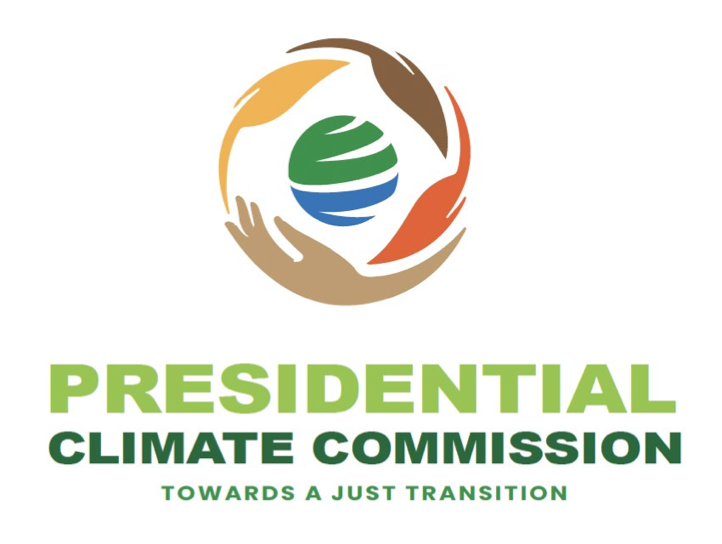 PRESIDENTIAL
CLIMATE COMMISSION
TOWARDS A JUST TRANSITION